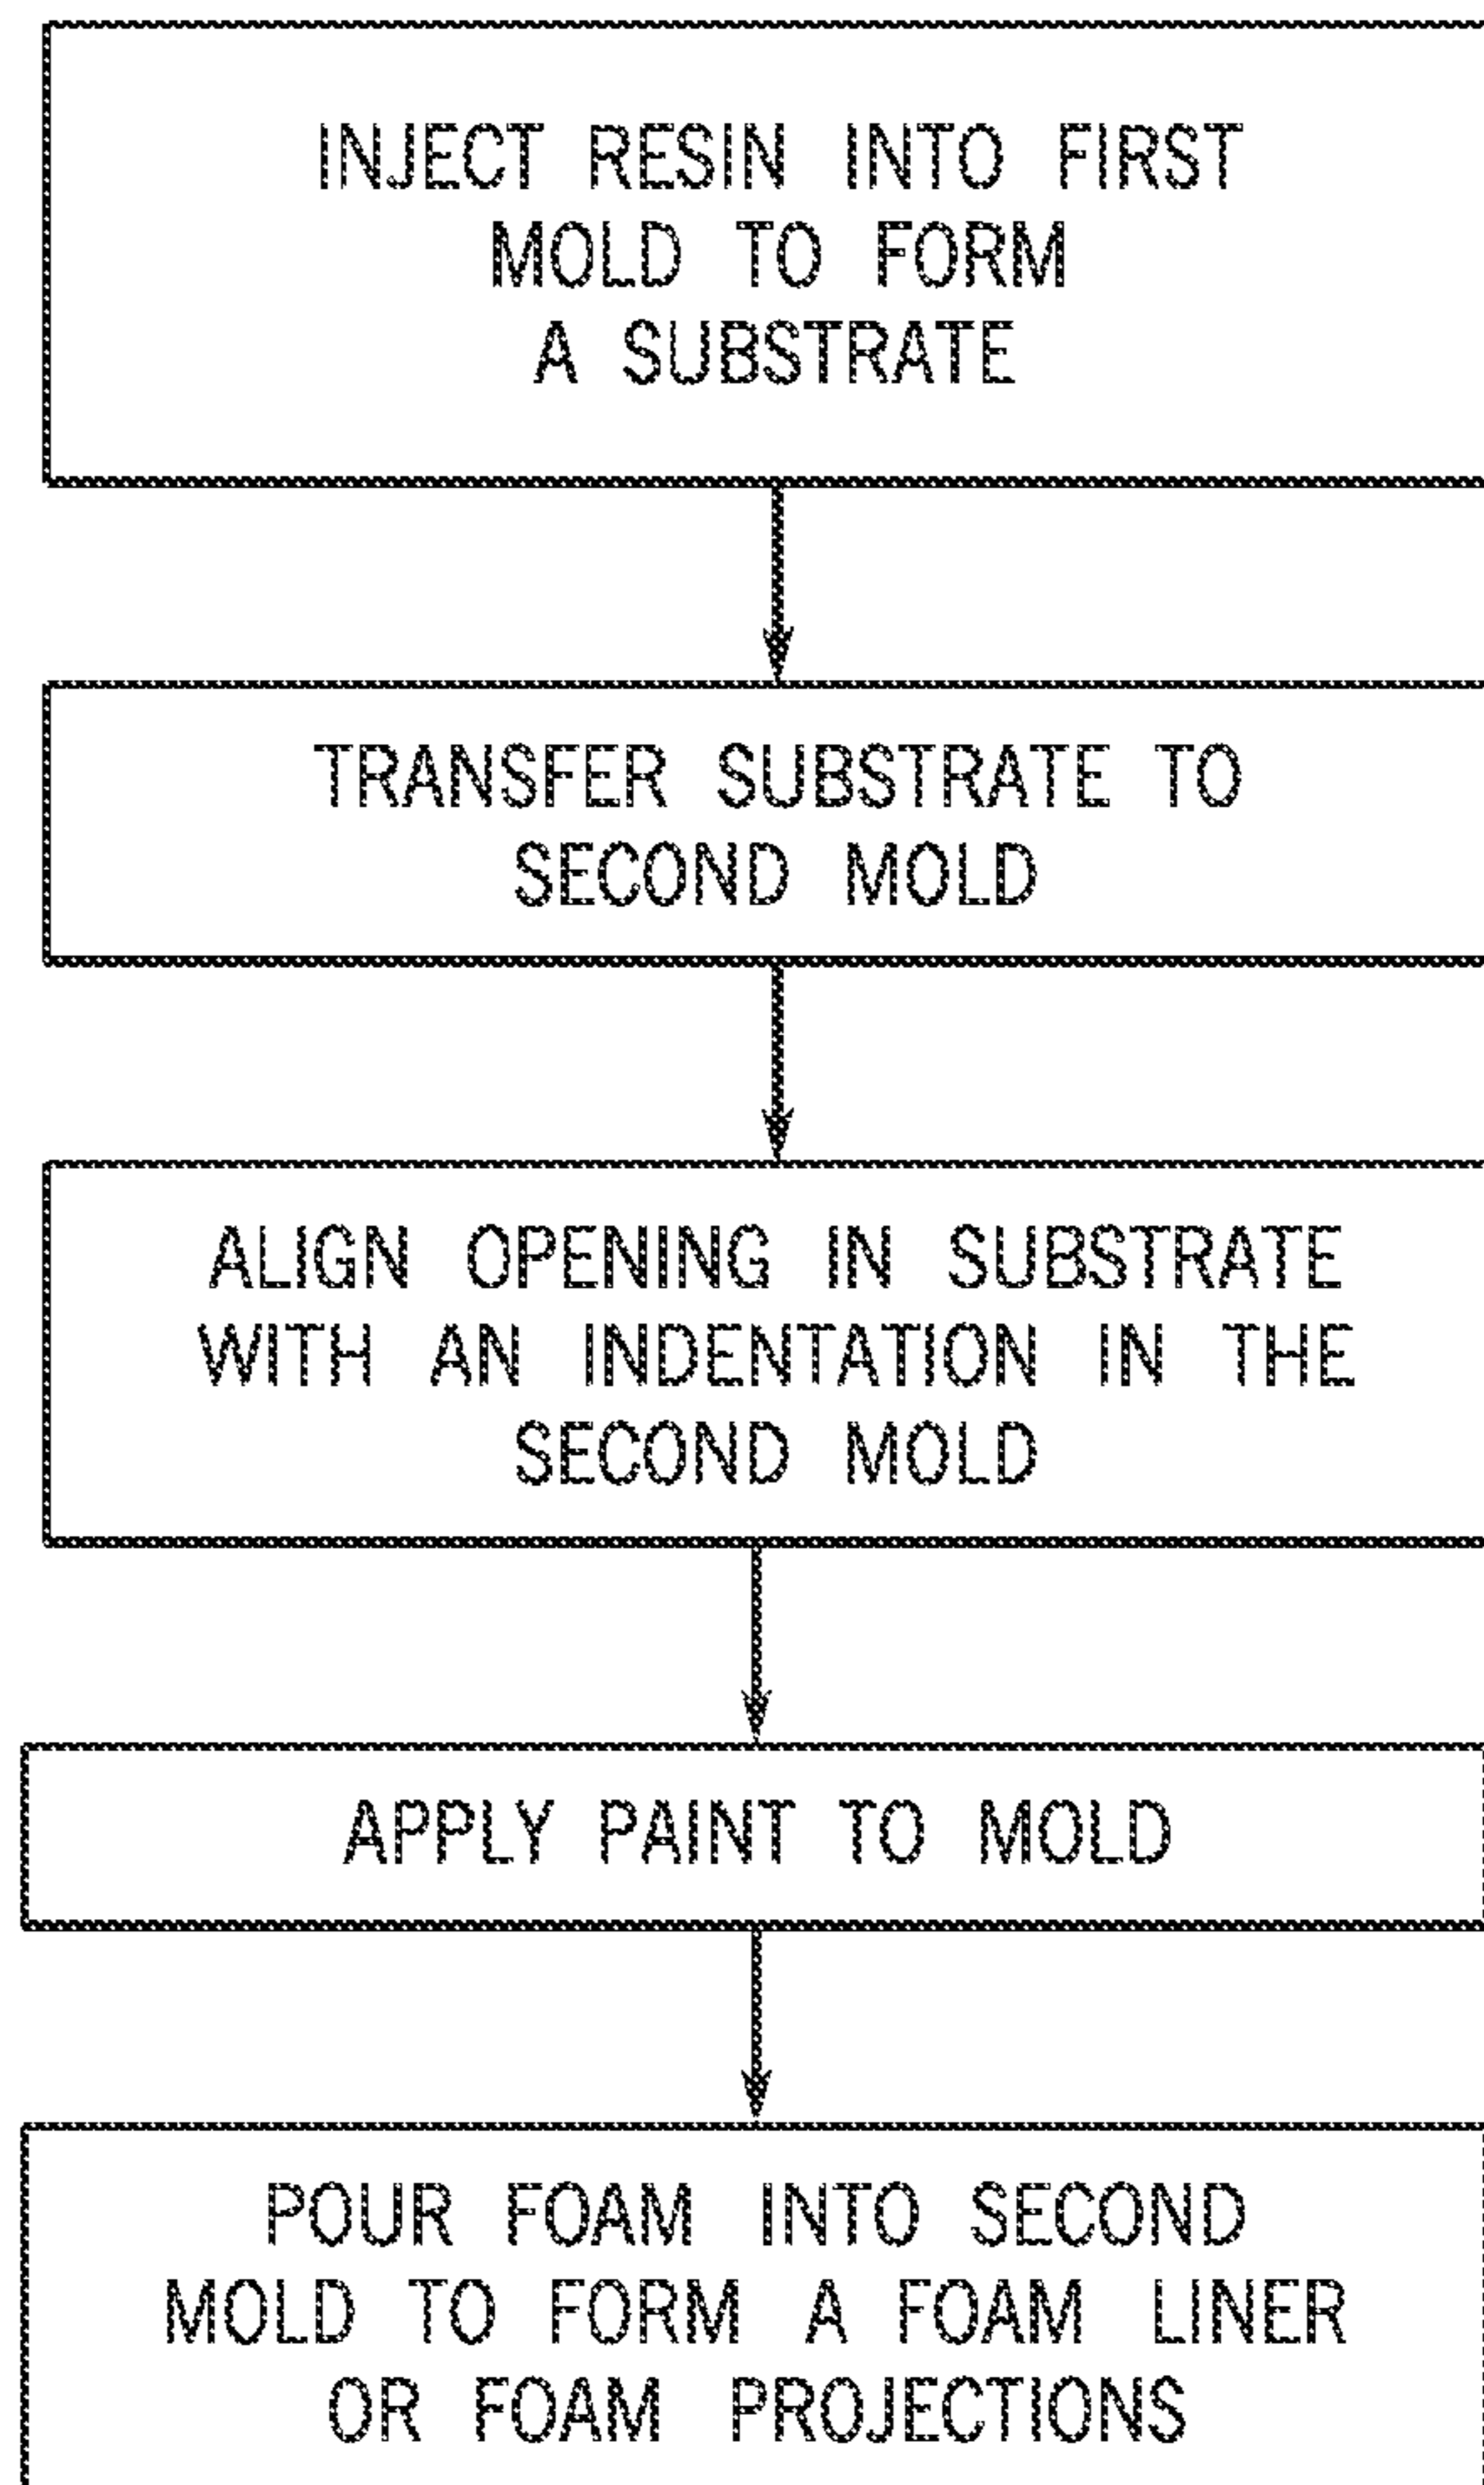 INJECT RESIN INTO FIRST
MOLD TO FORM
A SUBSTRATE
TRANSFER SUBSTRATE TO
SECOND MOLD
ALIGN OPENING IN SUBSTRATE
WITH AN INDENTATION IN THE
SECOND MOLD
APPLY PAINT TO MOLD
POUR FOAM INTO SECOND
MOLD TO FORM A FOAM LINER
OR FOAM PROJECTIONS